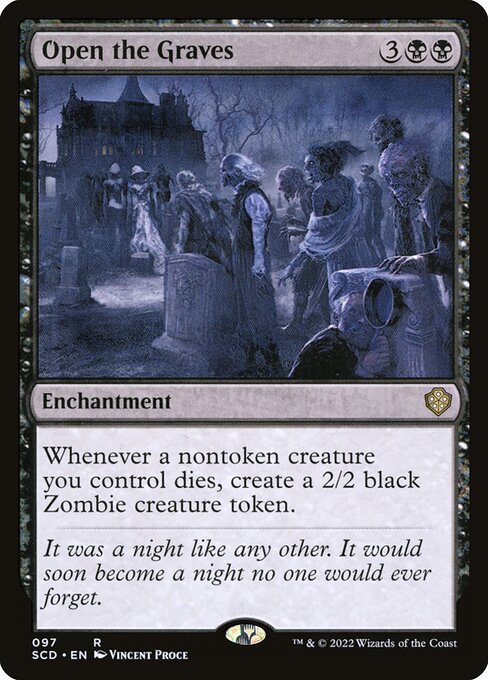 Open the Graves 3
Enchantment
Whenever a nontoken creature
you control dies, create a 2/2 black
Zombie creature token.
It was a night like any other. It would
soon become a night no one would ever
forget.
097 R
SCD • EN Vincent Proce
™ & © 2022 Wizards of the Coast